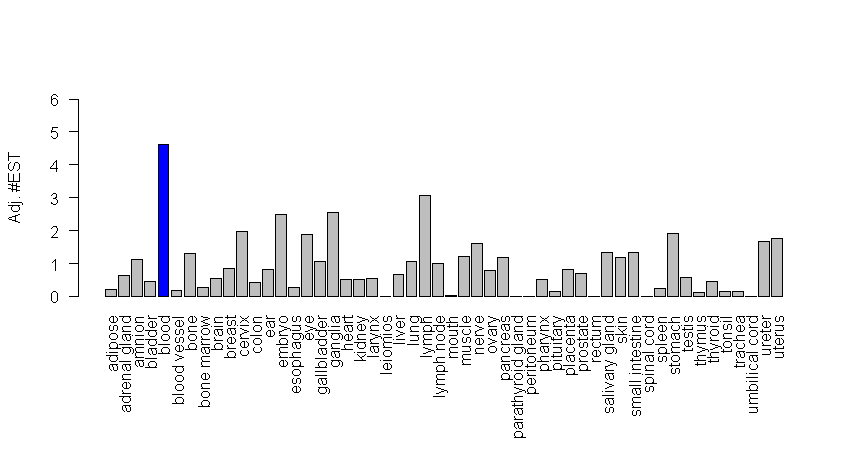 Adj. #EST
6
5
4
3
2
1
0
adipose
adrenal gland
amnion
bladder
blood
blood vessel
bone
bone marrow
brain
breast
cervix
colon
ear
embryo
esophagus
eye
gallbladder
ganglia
heart
kidney
larynx
leiomios
liver
lung
lymph
lymph node
mouth
muscle
nerve
ovary
pancreas
parathyroid gland
peritoneum
pharynx
pituitary
placenta
prostate
rectum
salivary gland
skin
small intestine
spinal cord
spleen
stomach
testis
thymus
thyroid
tonsil
trachea
umbilical cord
ureter
uterus